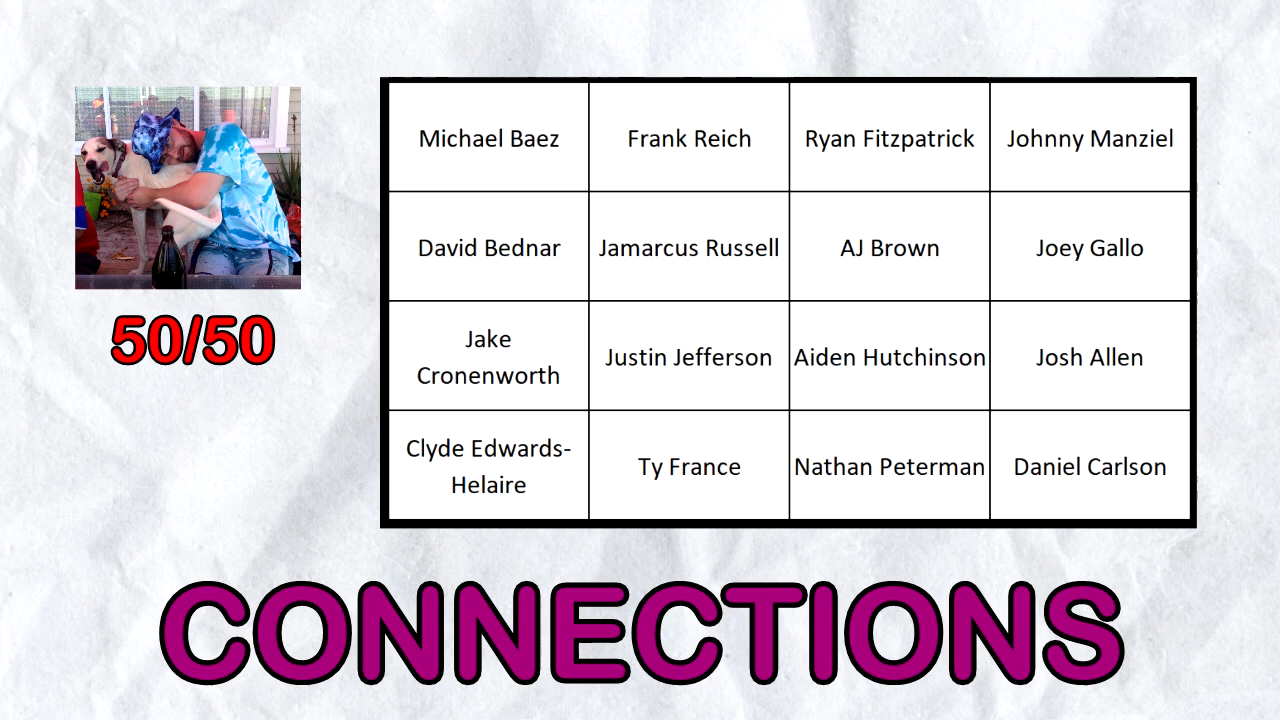 Michael Baez
Frank Reich
Ryan Fitzpatrick
Johnny Manziel
David Bednar
Jamarcus Russell
AJ Brown
Joey Gallo
Jake
Cronenworth
Justin Jefferson
Aiden Hutchinson
Josh Allen
Clyde Edwards-
Helaire
Ty France
Nathan Peterman
Daniel Carlson
50/50
CONNECTIONS